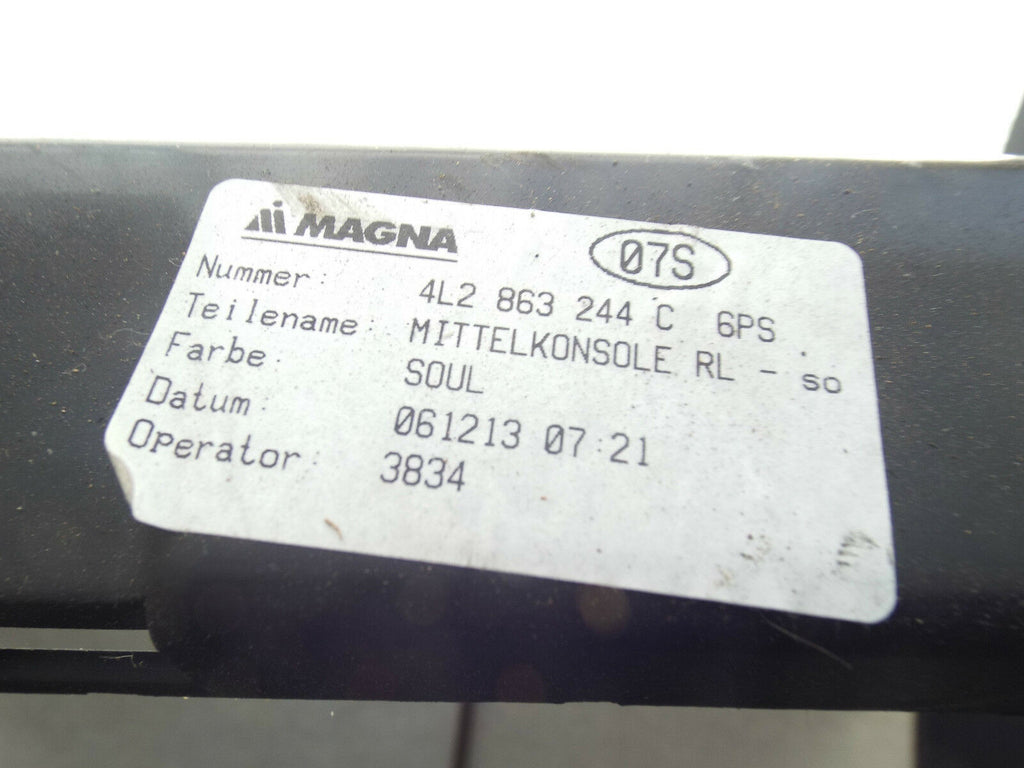 MAGNA 07S
Nummer: 4L2 863 244 C 6PS
Teilename: MITTELKONSOLE RL - so
Farbe: SOUL
Datum: 061213 07:21
Operator: 3834